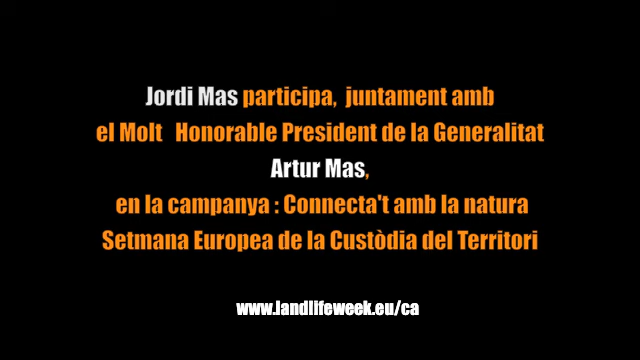 Jordi Mas participa, juntament amb
el Molt Honorable President de la Generalitat
Artur Mas,
en la campanya : Connecta't amb la natura
Setmana Europea de la Custòdia del Territori
www.landlifeweek.eu/ca